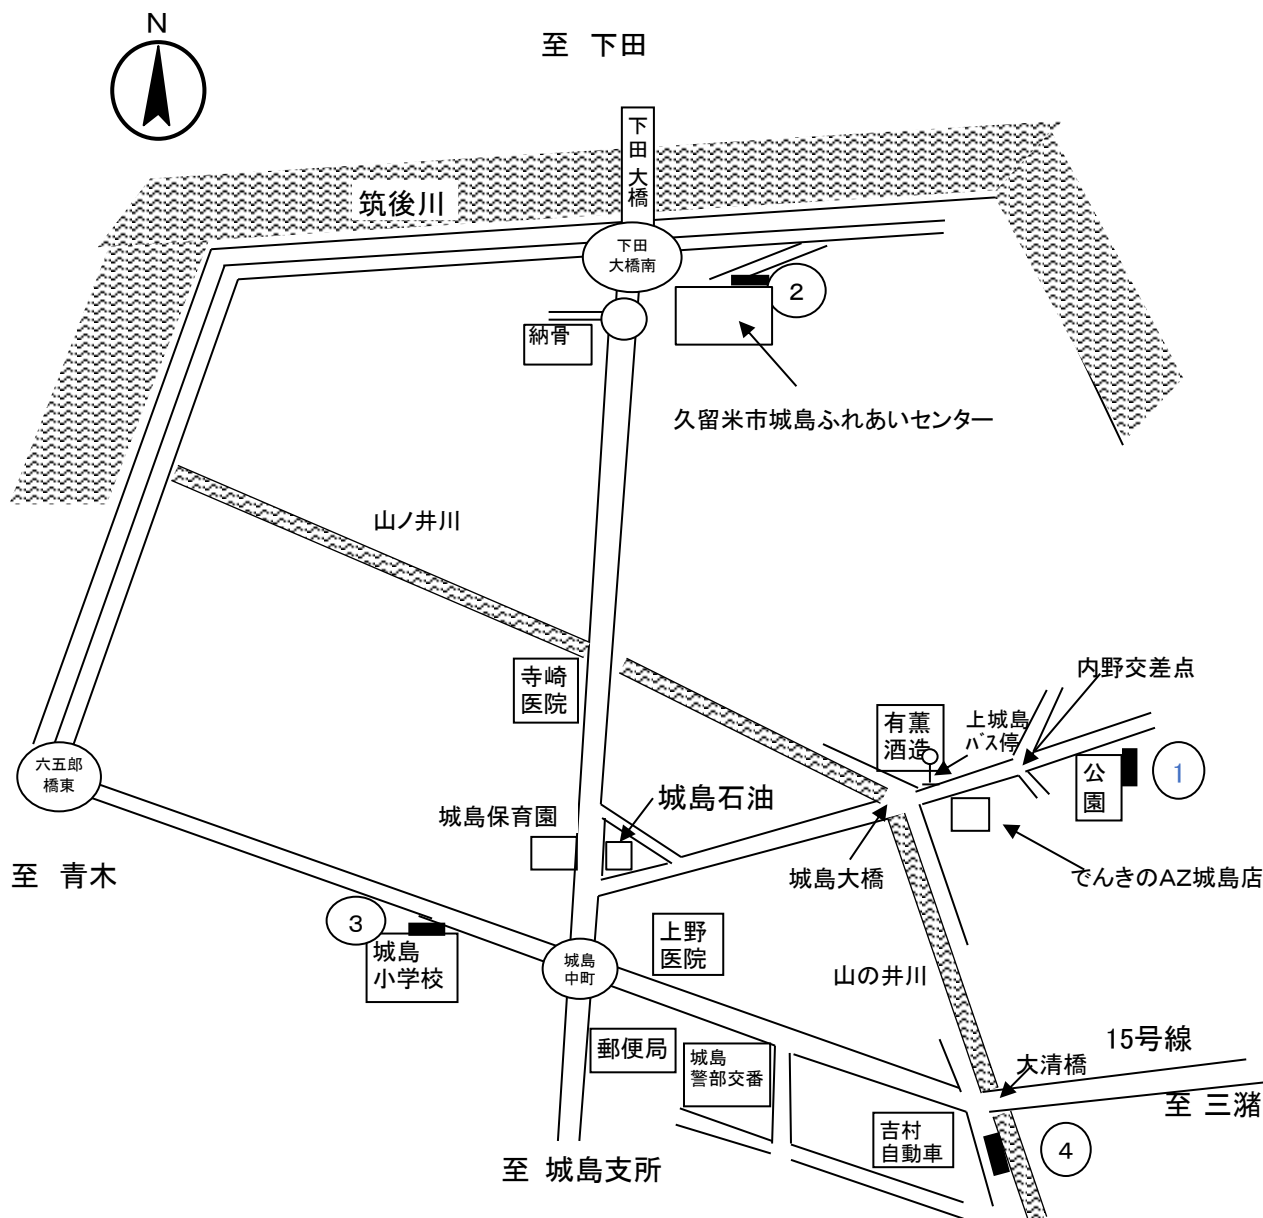 N
至 下田
下
田
大
橋
筑後川
下田
大橋南
2
納骨
久留米市城島ふれあいセンター
山ノ井川
内野交差点
寺崎
医院
有薫
酒造
上城島
バス停
六五郎
橋東
公
園
1
城島保育園
城島石油
至 青木
城島大橋
でんきのAZ城島店
3
上野
医院
城島
小学校
城島
中町
山の井川
郵便局
城島
警部交番
15号線
大清橋
至 三潴
吉村
自動車
4
至 城島支所